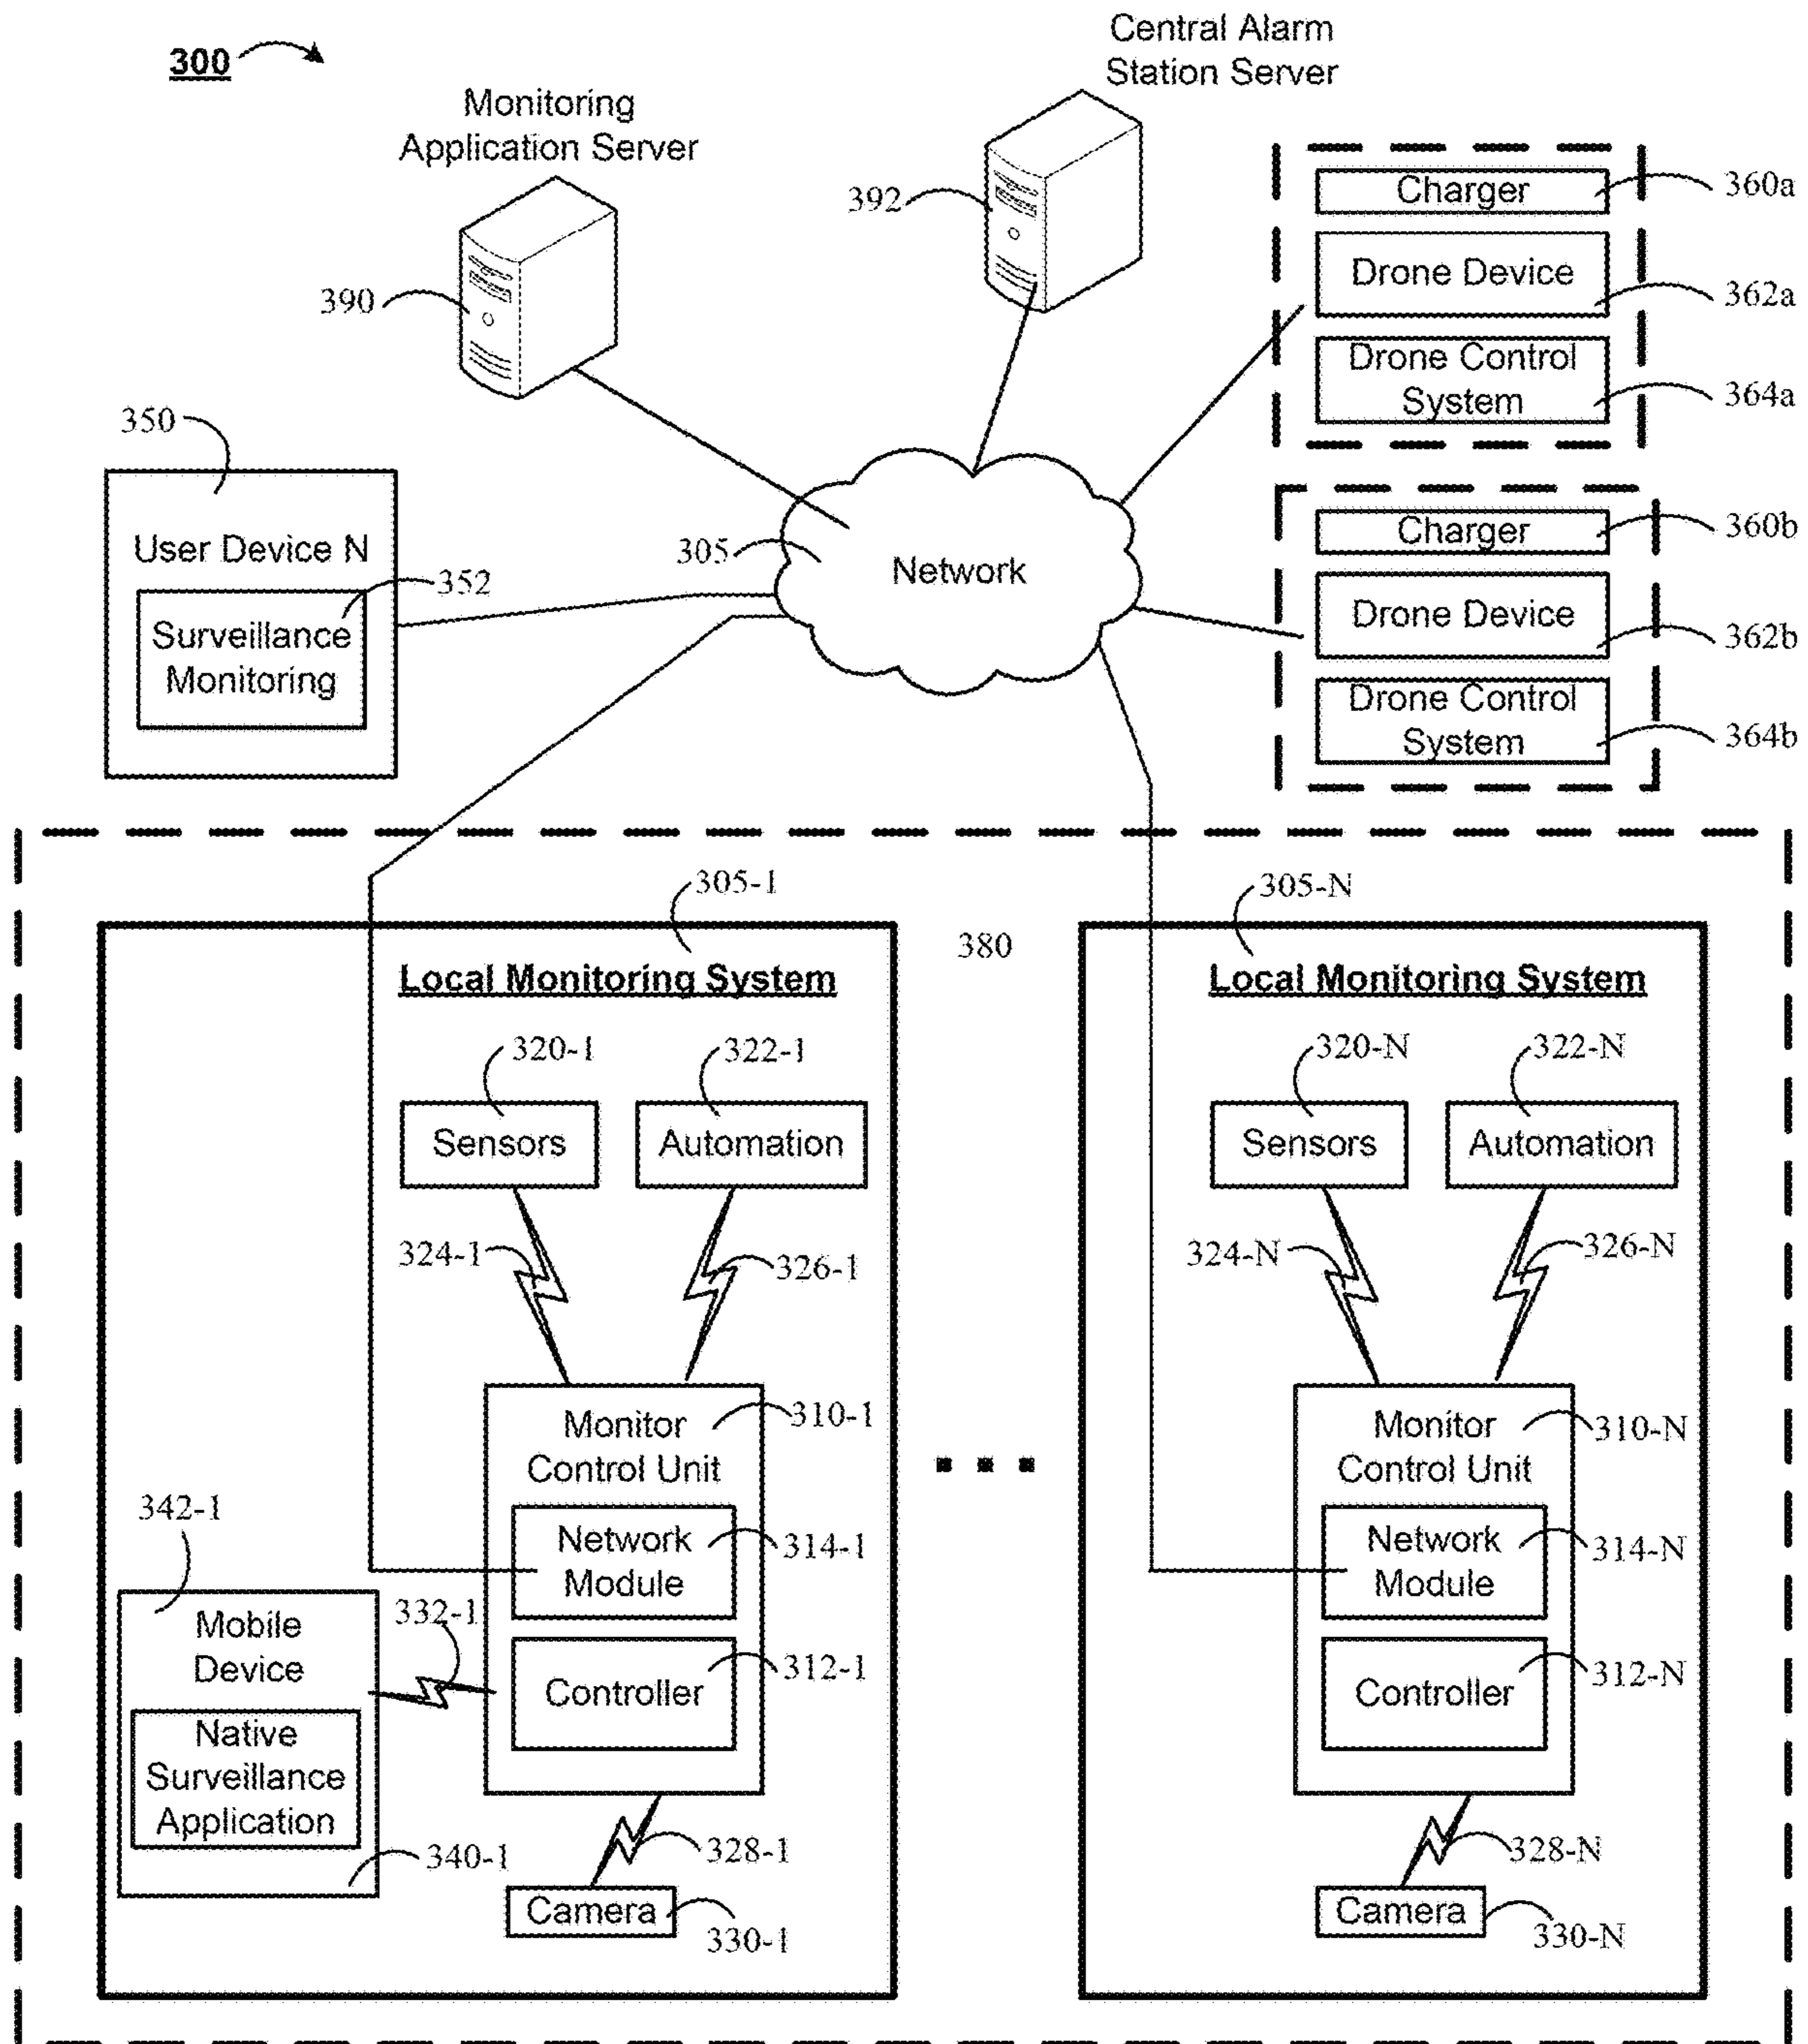 300
Central Alarm
Station Server
Monitoring
Application Server
392
390
Charger
360a
Drone Device
362a
Drone Control
System
364a
350
User Device N
352
Surveillance
Monitoring
305
Network
Charger
360b
Drone Device
362b
Drone Control
System
364b
380
305-1
Local Monitoring System
320-1
322-1
Sensors
Automation
324-1
326-1
310-1
Monitor
Control Unit
Network
Module
314-1
Controller
312-1
342-1
Mobile
Device
332-1
Native
Surveillance
Application
340-1
328-1
Camera
330-1
305-N
Local Monitoring System
320-N
322-N
Sensors
Automation
324-N
326-N
310-N
Monitor
Control Unit
Network
Module
314-N
Controller
312-N
328-N
Camera
330-N